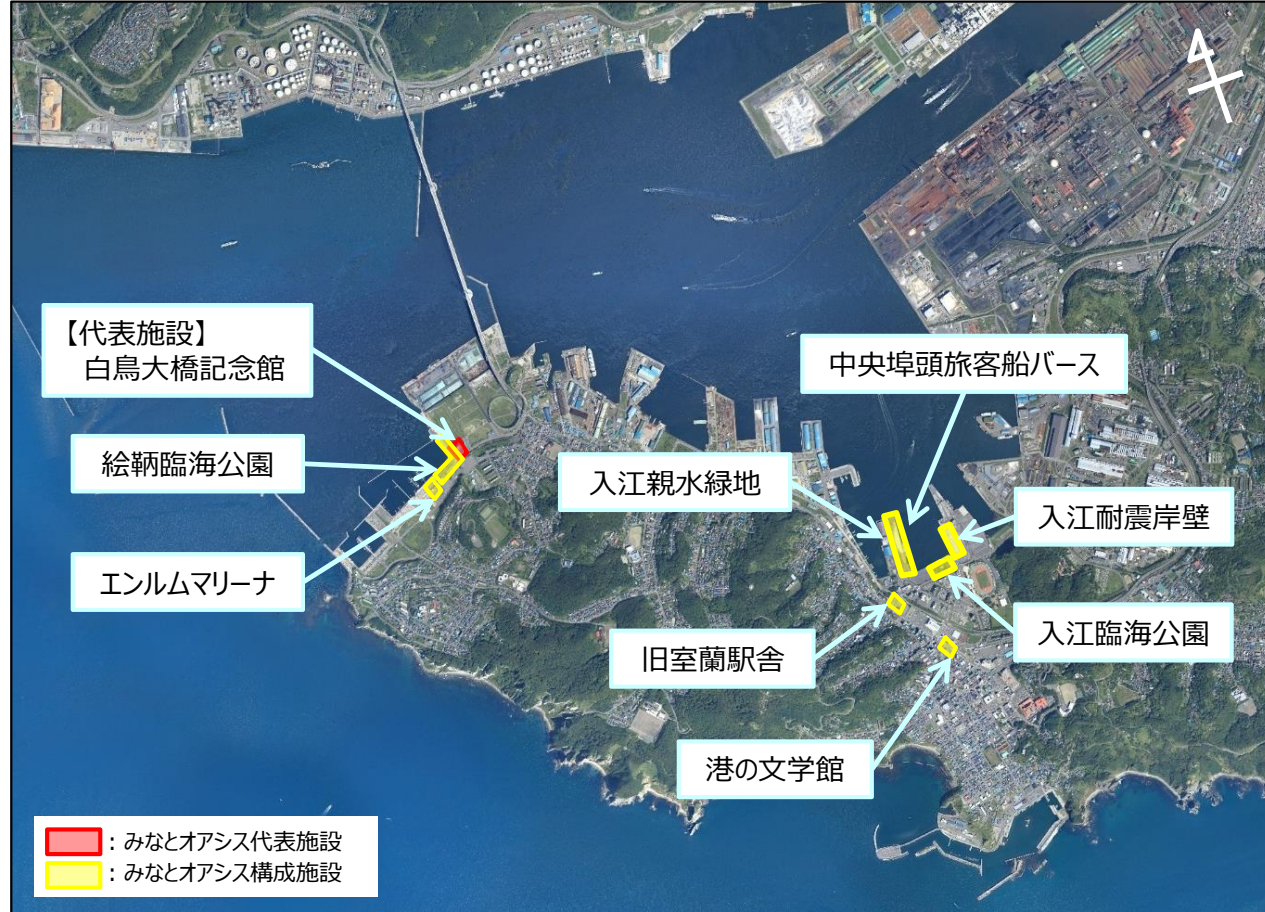 【代表施設】
白鳥大橋記念館
絵鞆臨海公園
エンルムマリーナ
中央埠頭旅客船バース
入江親水緑地
入江耐震岸壁
入江臨海公園
旧室蘭駅舎
港の文学館
：みなとオアシス代表施設
：みなとオアシス構成施設